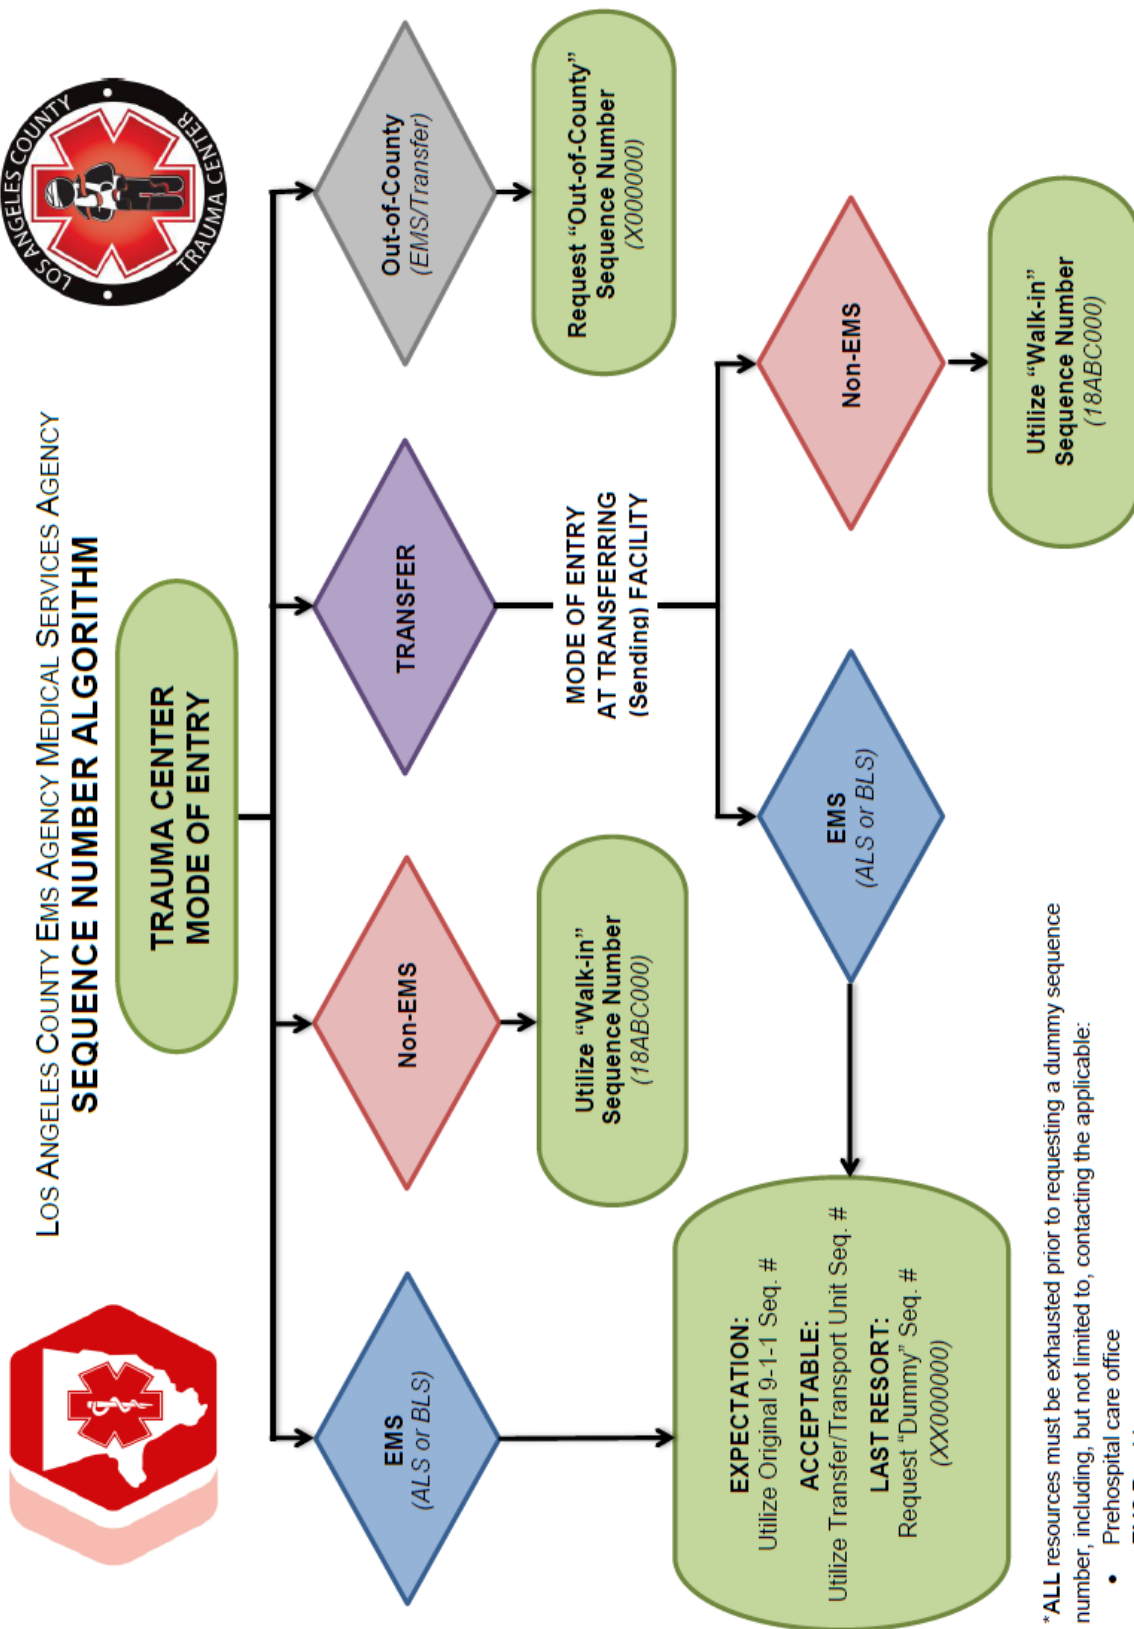 LOS ANGELES COUNTY
TRAUMA CENTER
LOS ANGELES COUNTY EMS AGENCY MEDICAL SERVICES AGENCY
SEQUENCE NUMBER ALGORITHM
TRAUMA CENTER
MODE OF ENTRY
EMS
(ALS or BLS)
Non-EMS
TRANSFER
Out-of-County
(EMS/Transfer)
Utilize “Walk-in”
Sequence Number
(18ABC000)
MODE OF ENTRY
AT TRANSFERRING
(Sending) FACILITY
Request “Out-of-County”
Sequence Number
(X000000)
EMS
(ALS or BLS)
Non-EMS
EXPECTATION:
Utilize Original 9-1-1 Seq. #
ACCEPTABLE:
Utilize Transfer/Transport Unit Seq. #
LAST RESORT:
Request “Dummy” Seq. #
(XX000000)
Utilize “Walk-in”
Sequence Number
(18ABC000)
*ALL resources must be exhausted prior to requesting a dummy sequence
number, including, but not limited to, contacting the applicable:
• Prehospital care office